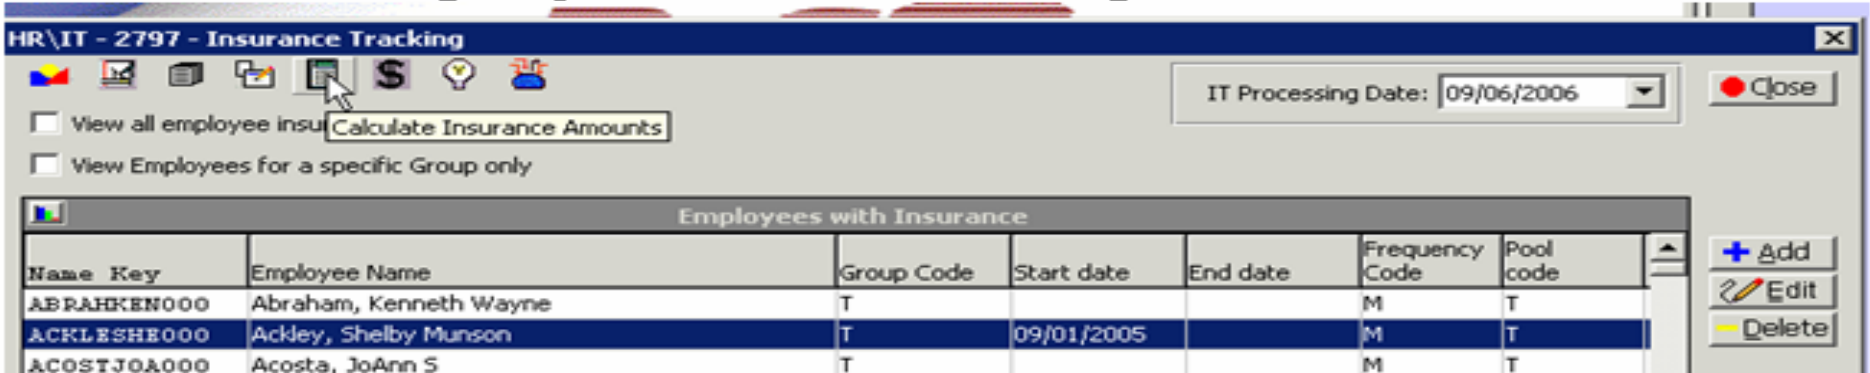 HR\IT - 2797 - Insurance Tracking
IT Processing Date: 09/06/2006
Close
View all employee insu
Calculate Insurance Amounts
View Employees for a specific Group only
Employees with Insurance
Name Key Employee Name Group Code Start date End date Frequency Code Pool code
Add
ABRAHKEN000 Abraham, Kenneth Wayne T M T
Edit
ACKLESHE000 Ackley, Shelby Munson T 09/01/2005 M T
Delete
ACOSTJOA000 Acosta, JoAnn S T M T